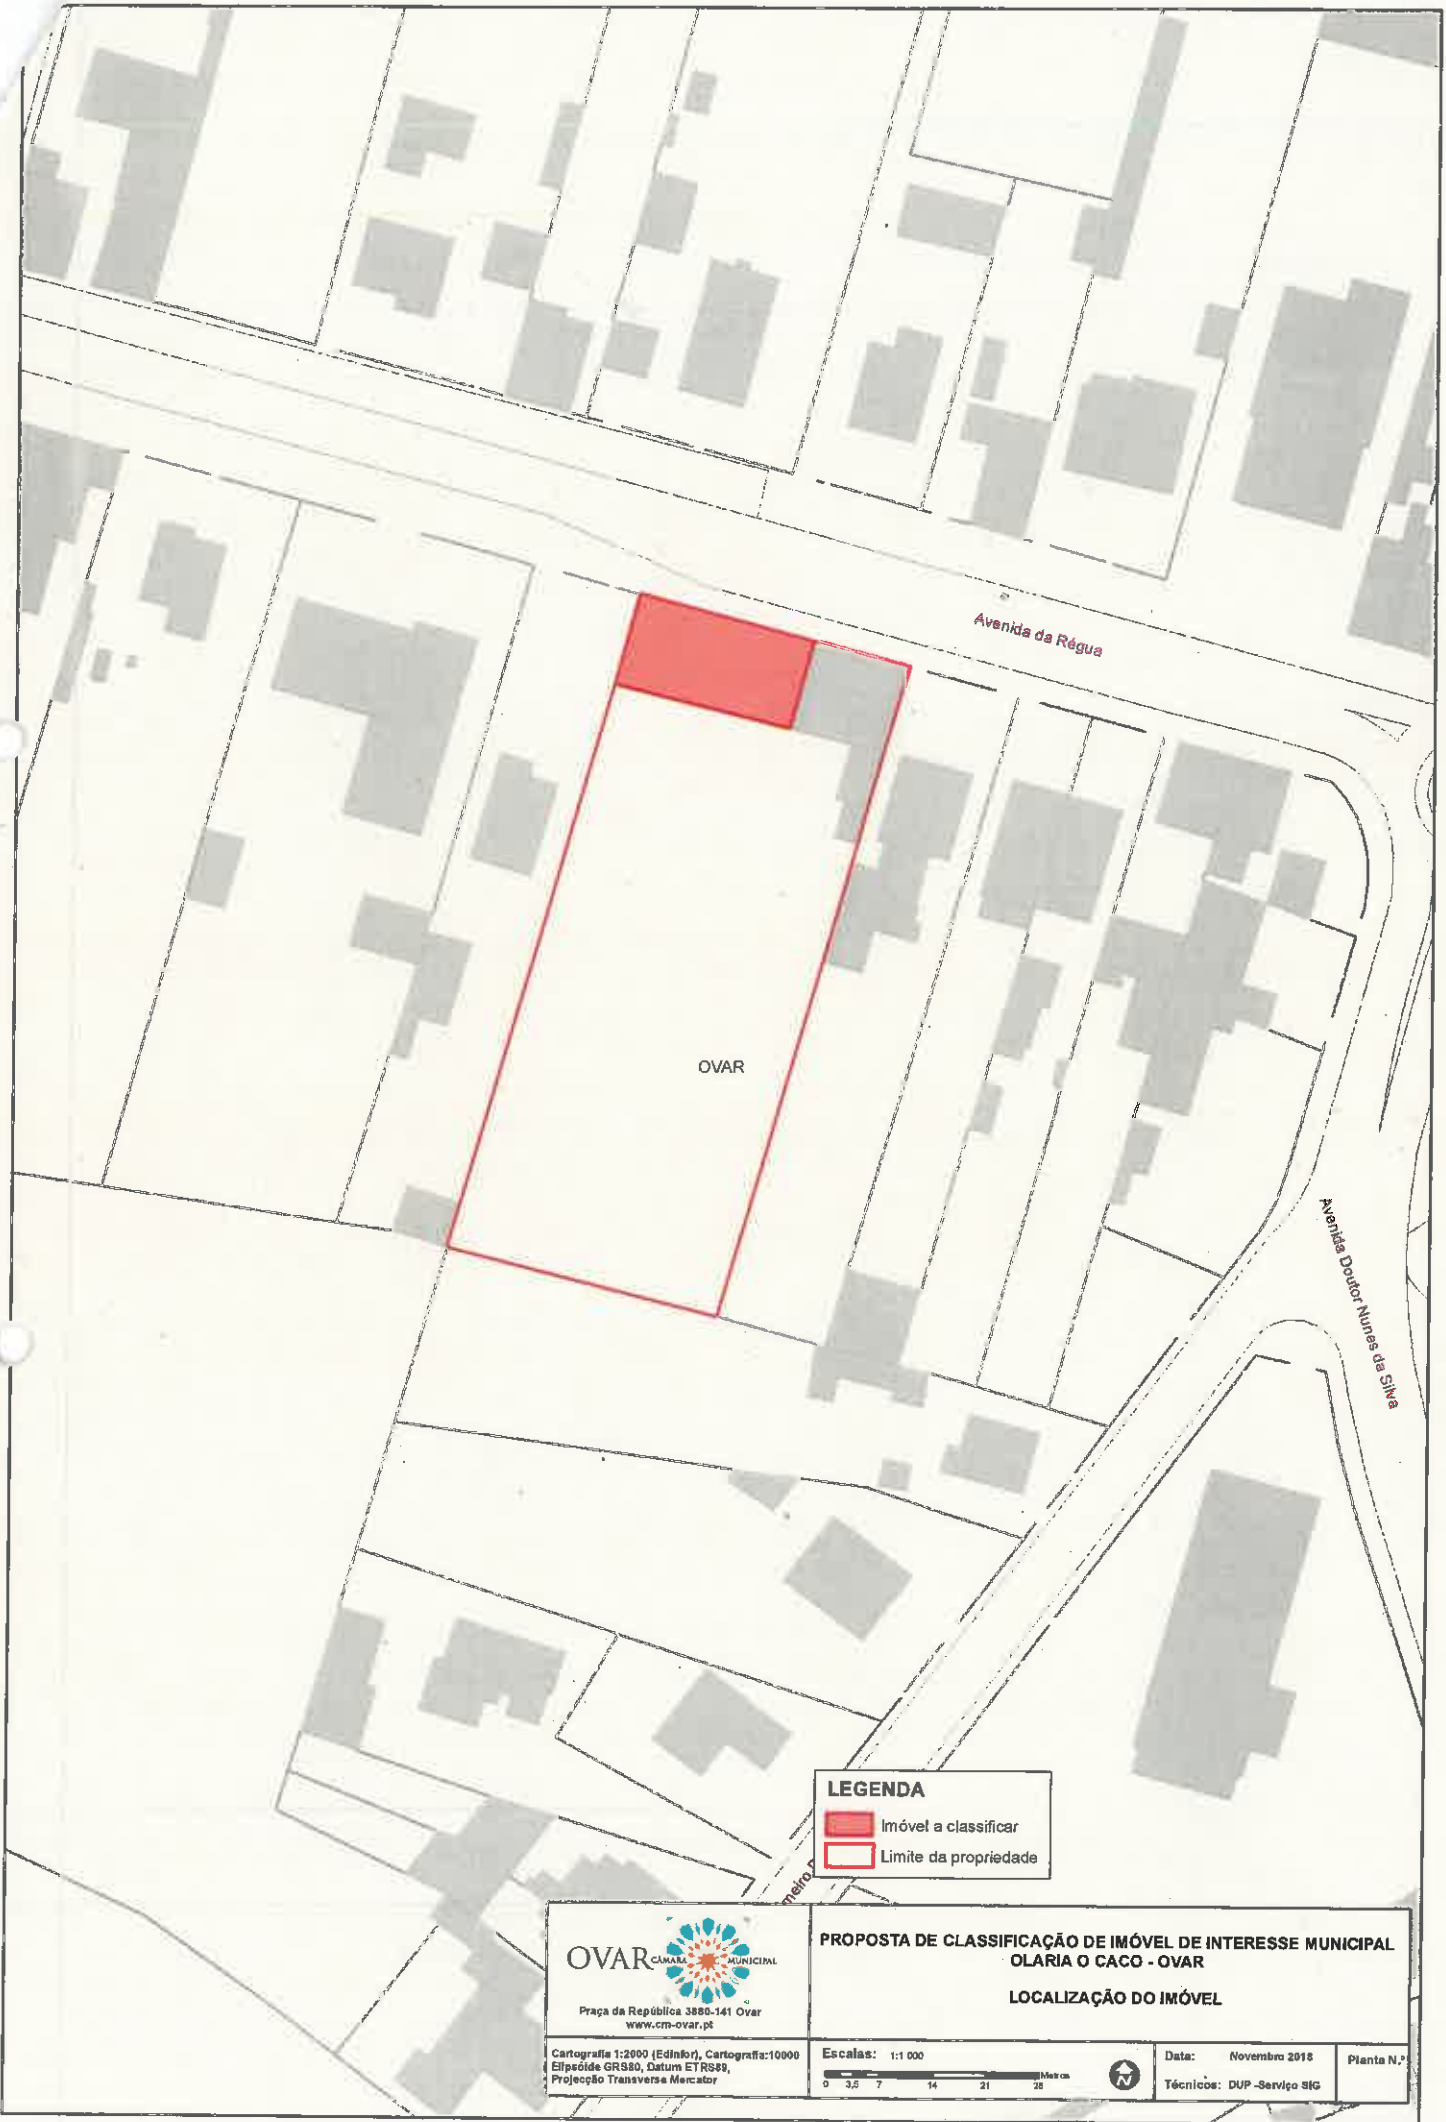 Avenida da Régua
OVAR
Avenida Doutor Nunes da Silva
LEGENDA
Imóvel a classificar
Limite da propriedade
meiro
OVAR CÂMARA MUNICIPAL
Praça da República 3880-141 Ovar
www.cm-ovar.pt
PROPOSTA DE CLASSIFICAÇÃO DE IMÓVEL DE INTERESSE MUNICIPAL
OLARIA O CACO - OVAR
LOCALIZAÇÃO DO IMÓVEL
Cartografia 1:2000 (Edinfor), Cartografia:10000
Elipsóide GRS80, Datum ETRS89,
Projecção Transversa Mercator
Escalas: 1:1 000
0 3,5 7 14 21 28 Metros
N
Data: Novembro 2018
Técnicos: DUP -Serviço SIG
Planta N.º